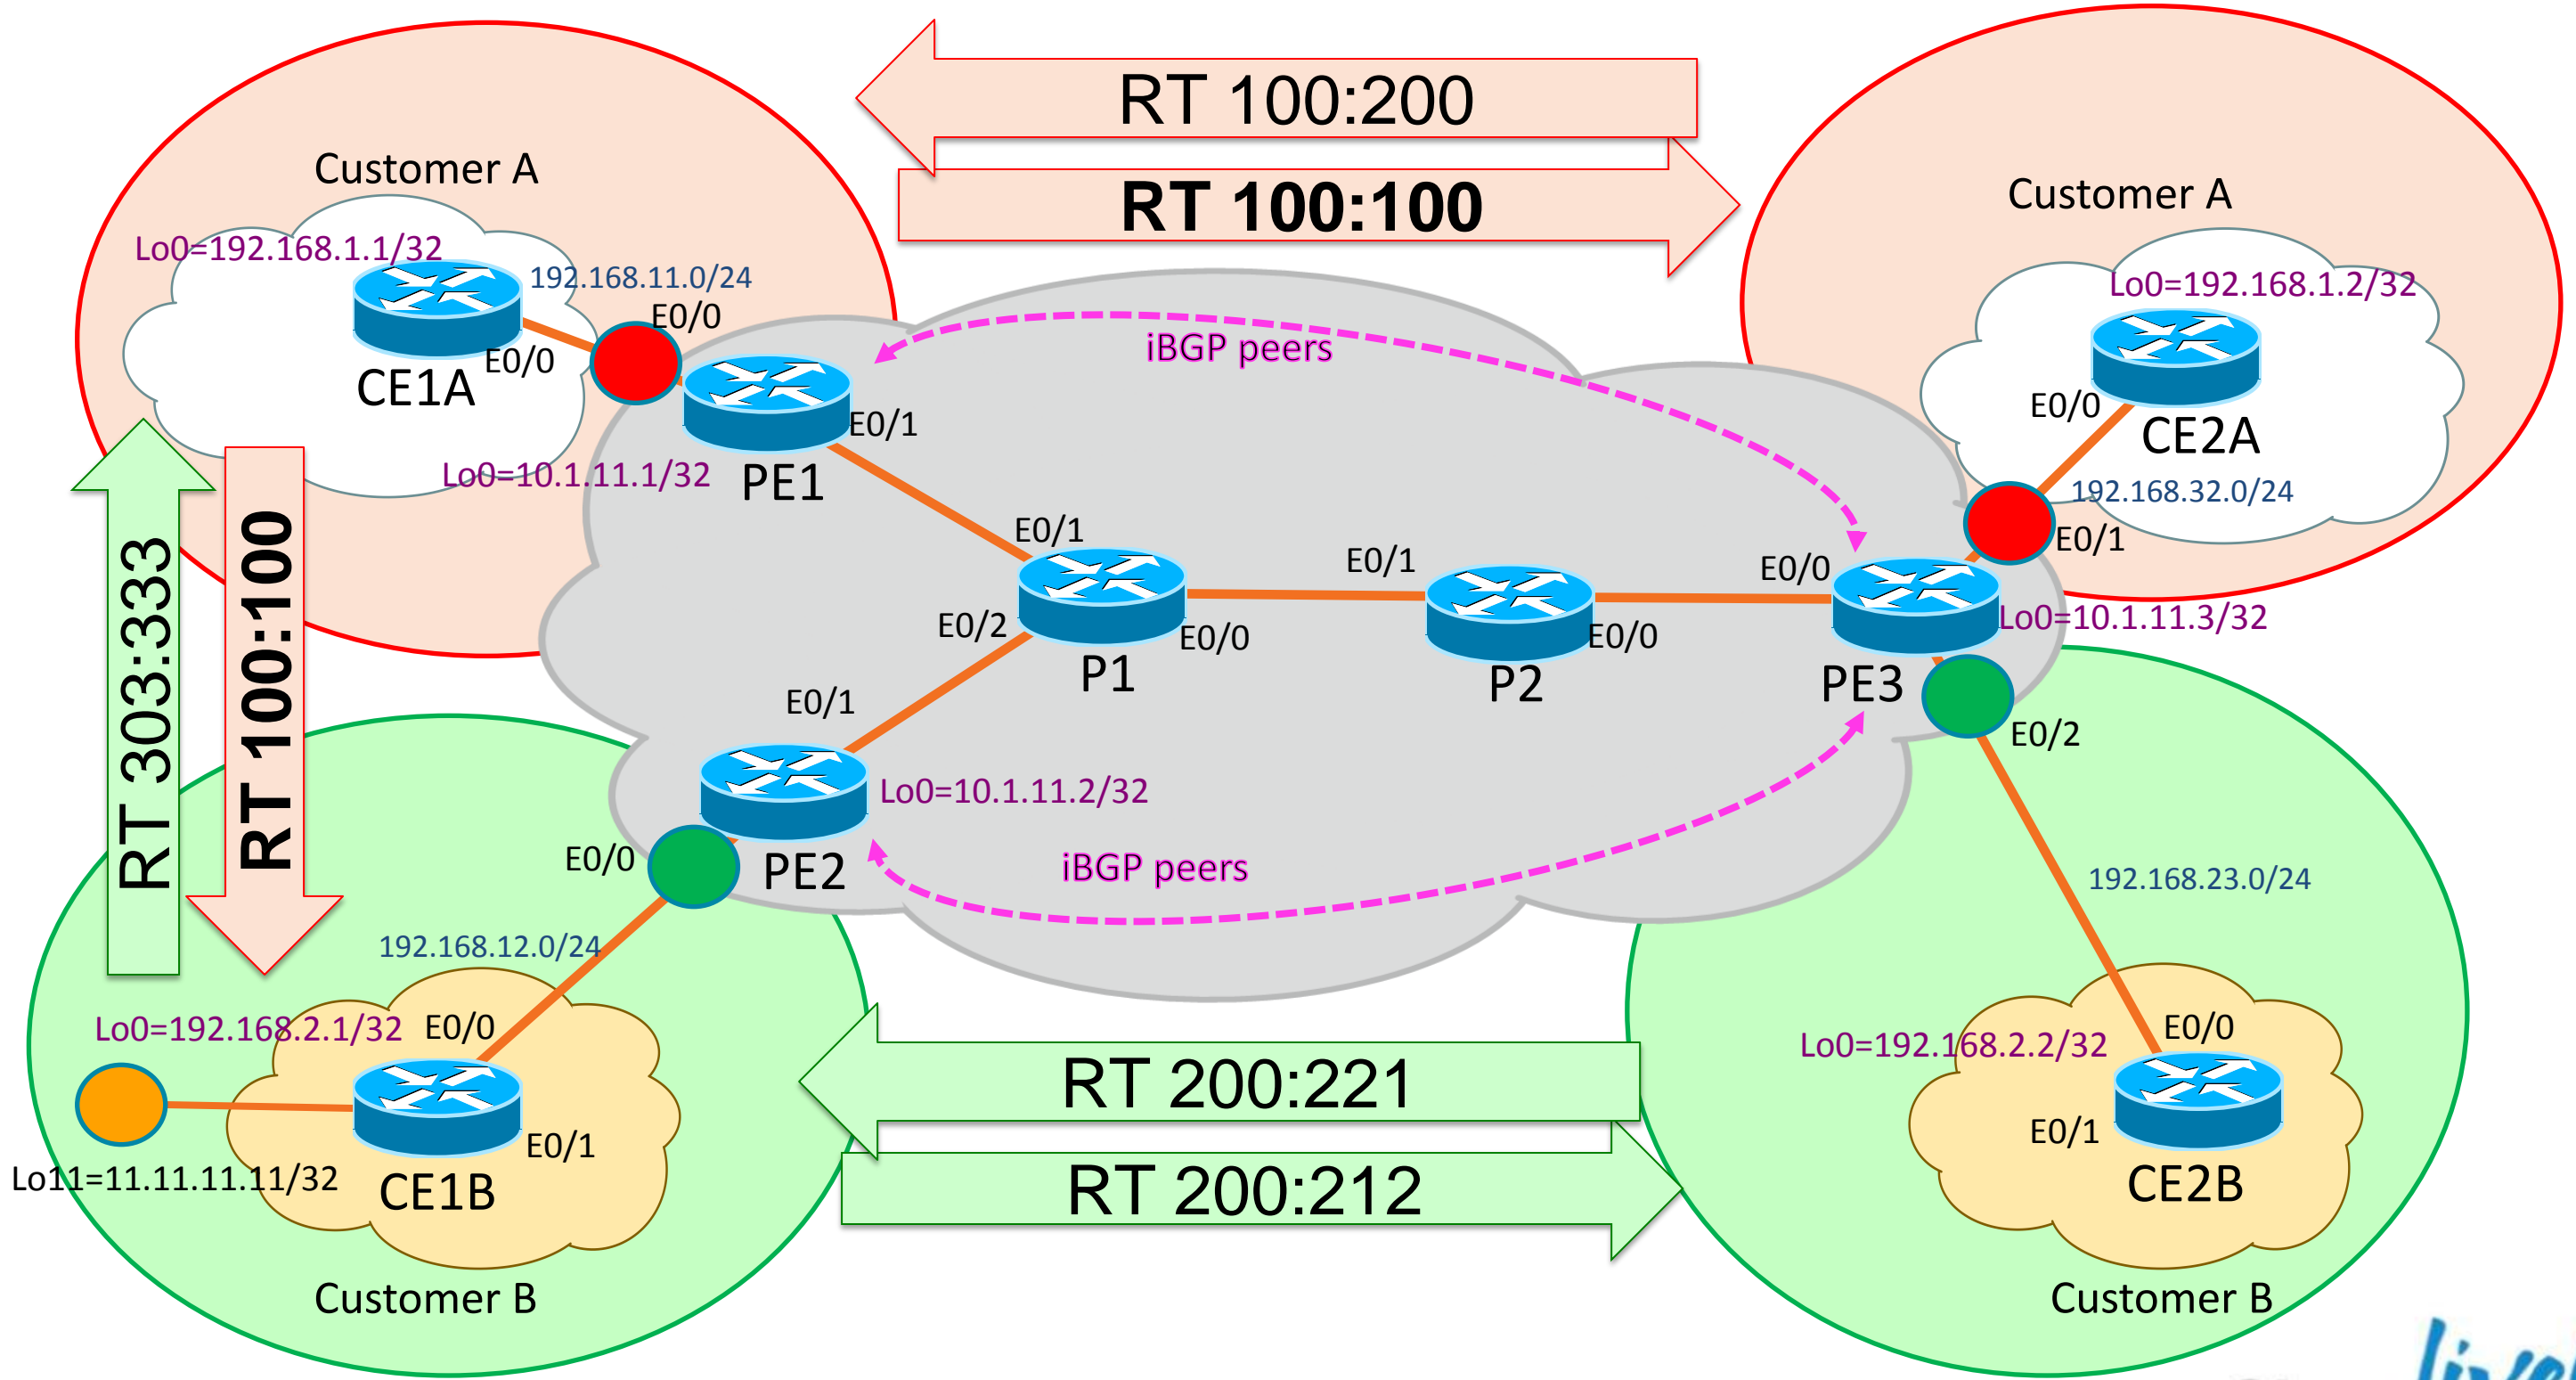 RT 100:200
RT 100:100
Customer A
Lo0=192.168.1.1/32
192.168.11.0/24
E0/0
E0/0
CE1A
Customer A
Lo0=192.168.1.2/32
E0/0
CE2A
192.168.32.0/24
E0/1
iBGP peers
E0/1
Lo0=10.1.11.1/32
PE1
RT 303:333
RT 100:100
E0/1
E0/2
E0/0
P1
E0/1
E0/0
P2
E0/0
Lo0=10.1.11.3/32
PE3
E0/2
E0/1
Lo0=10.1.11.2/32
E0/0
PE2
iBGP peers
192.168.12.0/24
192.168.23.0/24
Lo0=192.168.2.1/32
E0/0
E0/1
Lo11=11.11.11.11/32
CE1B
Customer B
RT 200:221
RT 200:212
Lo0=192.168.2.2/32
E0/0
E0/1
CE2B
Customer B